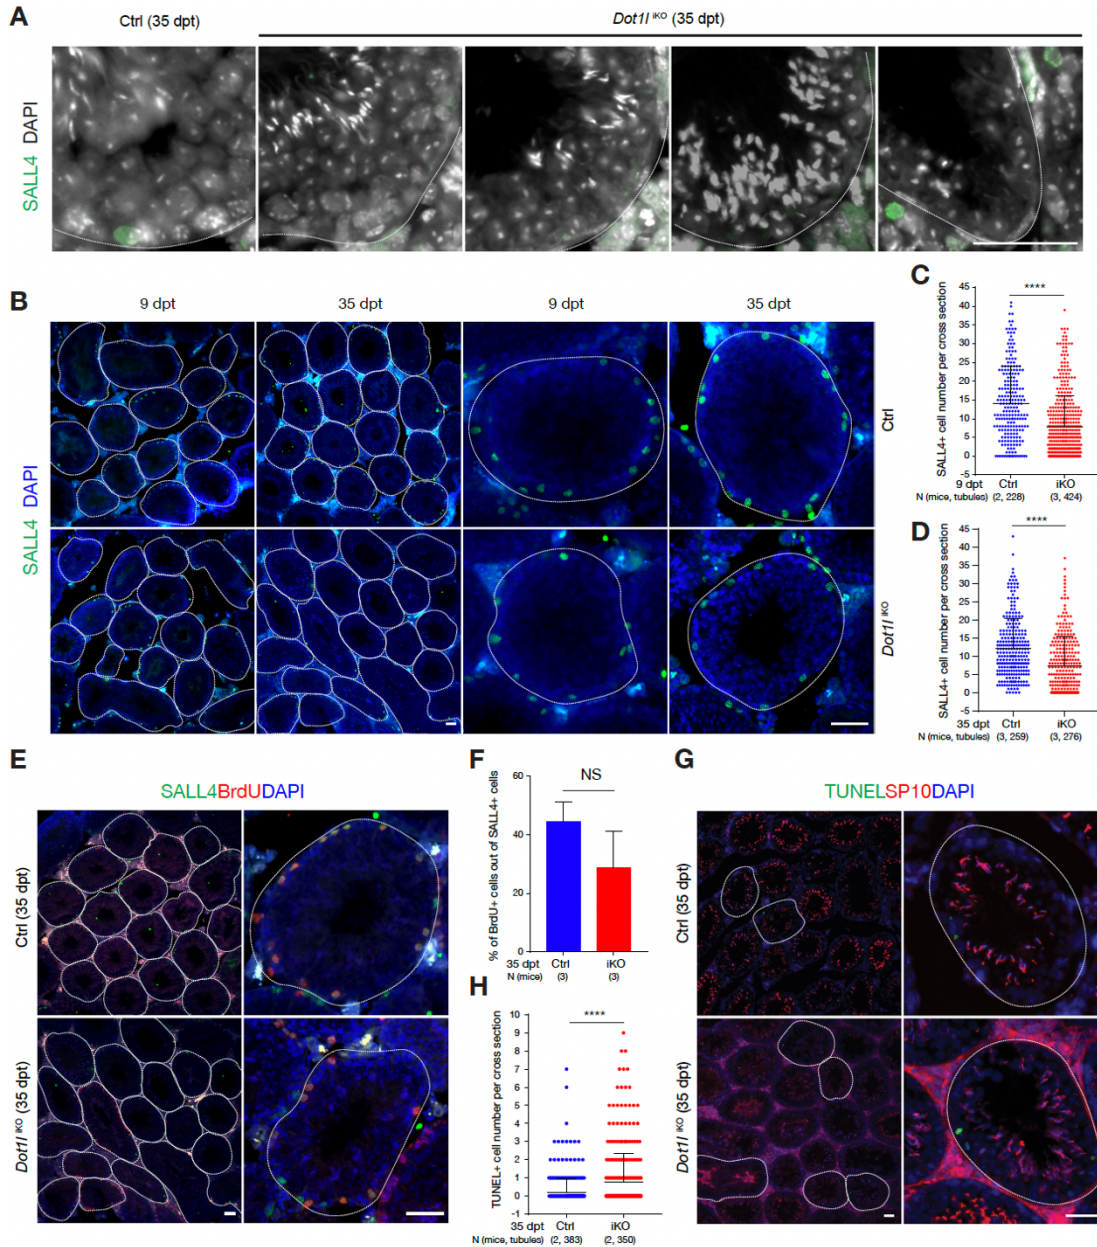 A
Ctrl (35 dpt)
Dot1l iKO (35 dpt)
SALL4 DAPI
B
9 dpt
35 dpt
9 dpt
35 dpt
SALL4 DAPI
Ctrl
Dot1l iKO
C
****
SALL4+ cell number per cross section
45
40
35
30
25
20
15
10
5
0
-5
9 dpt
Ctrl
iKO
N (mice, tubules)
(2, 228)
(3, 424)
D
****
SALL4+ cell number per cross section
45
40
35
30
25
20
15
10
5
0
-5
35 dpt
Ctrl
iKO
N (mice, tubules)
(3, 259)
(3, 276)
E
SALL4BrdUDAPI
Ctrl (35 dpt)
Dot1l iKO (35 dpt)
F
NS
% of BrdU+ cells out of SALL4+ cells
60
40
20
0
35 dpt
Ctrl
iKO
N (mice)
(3)
(3)
G
TUNELSP10DAPI
Ctrl (35 dpt)
Dot1l iKO (35 dpt)
H
****
TUNEL+ cell number per cross section
10
9
8
7
6
5
4
3
2
1
0
-1
35 dpt
Ctrl
iKO
N (mice, tubules)
(2, 383)
(2, 350)